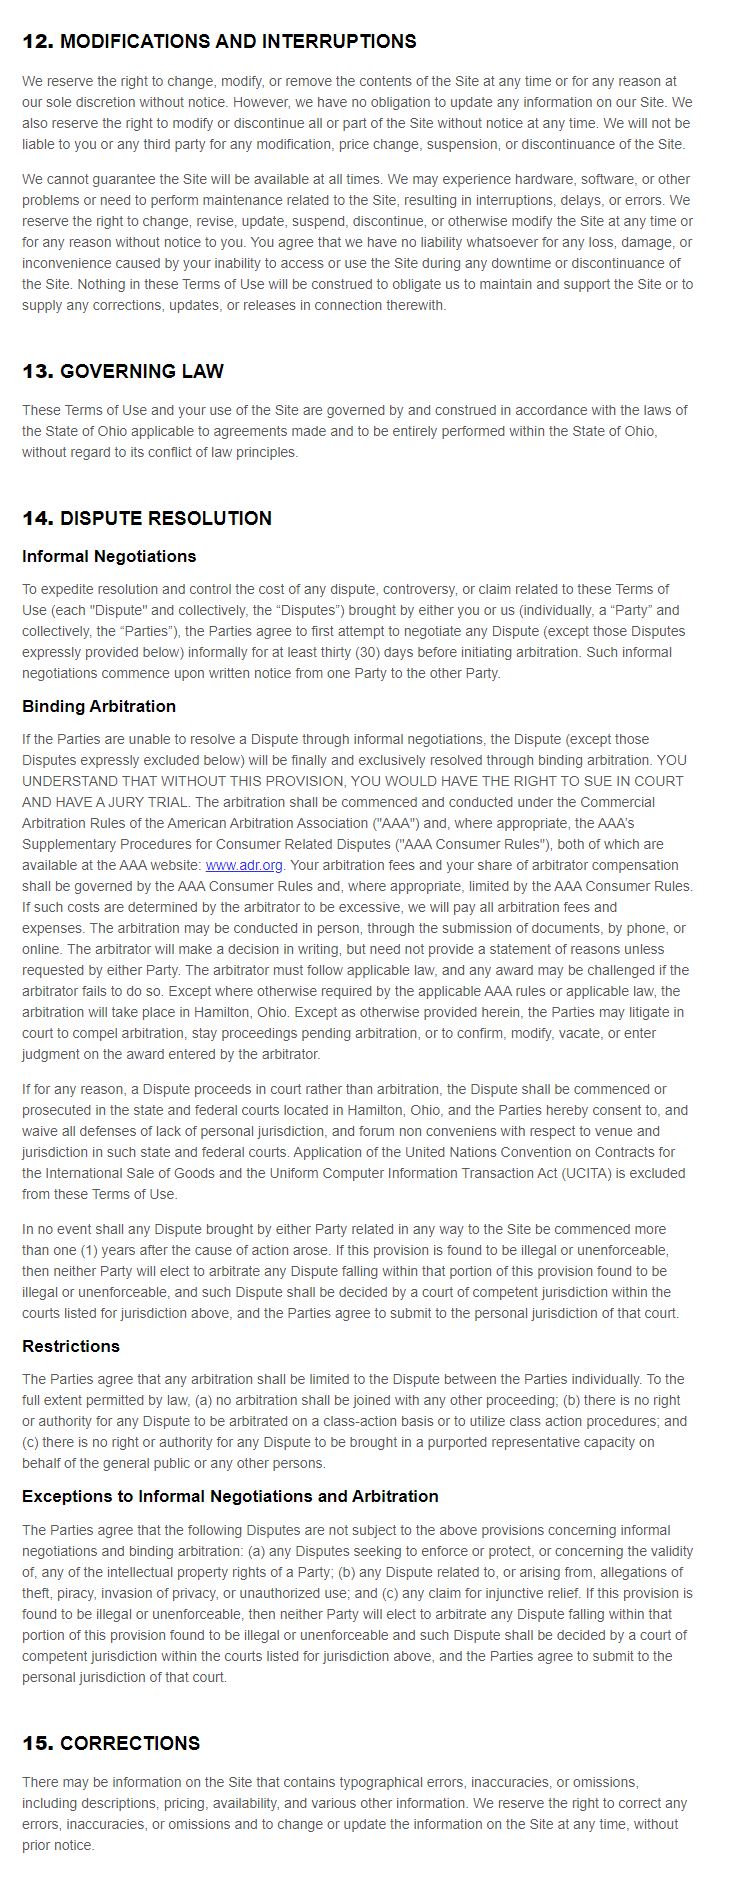 12. MODIFICATIONS AND INTERRUPTIONS
We reserve the right to change, modify, or remove the contents of the Site at any time or for any reason at
our sole discretion without notice. However, we have no obligation to update any information on our Site. We
also reserve the right to modify or discontinue all or part of the Site without notice at any time. We will not be
liable to you or any third party for any modification, price change, suspension, or discontinuance of the Site.
We cannot guarantee the Site will be available at all times. We may experience hardware, software, or other
problems or need to perform maintenance related to the Site, resulting in interruptions, delays, or errors. We
reserve the right to change, revise, update, suspend, discontinue, or otherwise modify the Site at any time or
for any reason without notice to you. You agree that we have no liability whatsoever for any loss, damage, or
inconvenience caused by your inability to access or use the Site during any downtime or discontinuance of
the Site. Nothing in these Terms of Use will be construed to obligate us to maintain and support the Site or to
supply any corrections, updates, or releases in connection therewith.
13. GOVERNING LAW
These Terms of Use and your use of the Site are governed by and construed in accordance with the laws of
the State of Ohio applicable to agreements made and to be entirely performed within the State of Ohio,
without regard to its conflict of law principles.
14. DISPUTE RESOLUTION
Informal Negotiations
To expedite resolution and control the cost of any dispute, controversy, or claim related to these Terms of
Use (each "Dispute" and collectively, the “Disputes”) brought by either you or us (individually, a “Party” and
collectively, the “Parties”), the Parties agree to first attempt to negotiate any Dispute (except those Disputes
expressly provided below) informally for at least thirty (30) days before initiating arbitration. Such informal
negotiations commence upon written notice from one Party to the other Party.
Binding Arbitration
If the Parties are unable to resolve a Dispute through informal negotiations, the Dispute (except those
Disputes expressly excluded below) will be finally and exclusively resolved through binding arbitration. YOU
UNDERSTAND THAT WITHOUT THIS PROVISION, YOU WOULD HAVE THE RIGHT TO SUE IN COURT
AND HAVE A JURY TRIAL. The arbitration shall be commenced and conducted under the Commercial
Arbitration Rules of the American Arbitration Association ("AAA") and, where appropriate, the AAA’s
Supplementary Procedures for Consumer Related Disputes ("AAA Consumer Rules"), both of which are
available at the AAA website: www.adr.org. Your arbitration fees and your share of arbitrator compensation
shall be governed by the AAA Consumer Rules and, where appropriate, limited by the AAA Consumer Rules.
If such costs are determined by the arbitrator to be excessive, we will pay all arbitration fees and
expenses. The arbitration may be conducted in person, through the submission of documents, by phone, or
online. The arbitrator will make a decision in writing, but need not provide a statement of reasons unless
requested by either Party. The arbitrator must follow applicable law, and any award may be challenged if the
arbitrator fails to do so. Except where otherwise required by the applicable AAA rules or applicable law, the
arbitration will take place in Hamilton, Ohio. Except as otherwise provided herein, the Parties may litigate in
court to compel arbitration, stay proceedings pending arbitration, or to confirm, modify, vacate, or enter
judgment on the award entered by the arbitrator.
If for any reason, a Dispute proceeds in court rather than arbitration, the Dispute shall be commenced or
prosecuted in the state and federal courts located in Hamilton, Ohio, and the Parties hereby consent to, and
waive all defenses of lack of personal jurisdiction, and forum non conveniens with respect to venue and
jurisdiction in such state and federal courts. Application of the United Nations Convention on Contracts for
the International Sale of Goods and the Uniform Computer Information Transaction Act (UCITA) is excluded
from these Terms of Use.
In no event shall any Dispute brought by either Party related in any way to the Site be commenced more
than one (1) years after the cause of action arose. If this provision is found to be illegal or unenforceable,
then neither Party will elect to arbitrate any Dispute falling within that portion of this provision found to be
illegal or unenforceable, and such Dispute shall be decided by a court of competent jurisdiction within the
courts listed for jurisdiction above, and the Parties agree to submit to the personal jurisdiction of that court.
Restrictions
The Parties agree that any arbitration shall be limited to the Dispute between the Parties individually. To the
full extent permitted by law, (a) no arbitration shall be joined with any other proceeding; (b) there is no right
or authority for any Dispute to be arbitrated on a class-action basis or to utilize class action procedures; and
(c) there is no right or authority for any Dispute to be brought in a purported representative capacity on
behalf of the general public or any other persons.
Exceptions to Informal Negotiations and Arbitration
The Parties agree that the following Disputes are not subject to the above provisions concerning informal
negotiations and binding arbitration: (a) any Disputes seeking to enforce or protect, or concerning the validity
of, any of the intellectual property rights of a Party; (b) any Dispute related to, or arising from, allegations of
theft, piracy, invasion of privacy, or unauthorized use; and (c) any claim for injunctive relief. If this provision is
found to be illegal or unenforceable, then neither Party will elect to arbitrate any Dispute falling within that
portion of this provision found to be illegal or unenforceable and such Dispute shall be decided by a court of
competent jurisdiction within the courts listed for jurisdiction above, and the Parties agree to submit to the
personal jurisdiction of that court.
15. CORRECTIONS
There may be information on the Site that contains typographical errors, inaccuracies, or omissions,
including descriptions, pricing, availability, and various other information. We reserve the right to correct any
errors, inaccuracies, or omissions and to change or update the information on the Site at any time, without
prior notice.